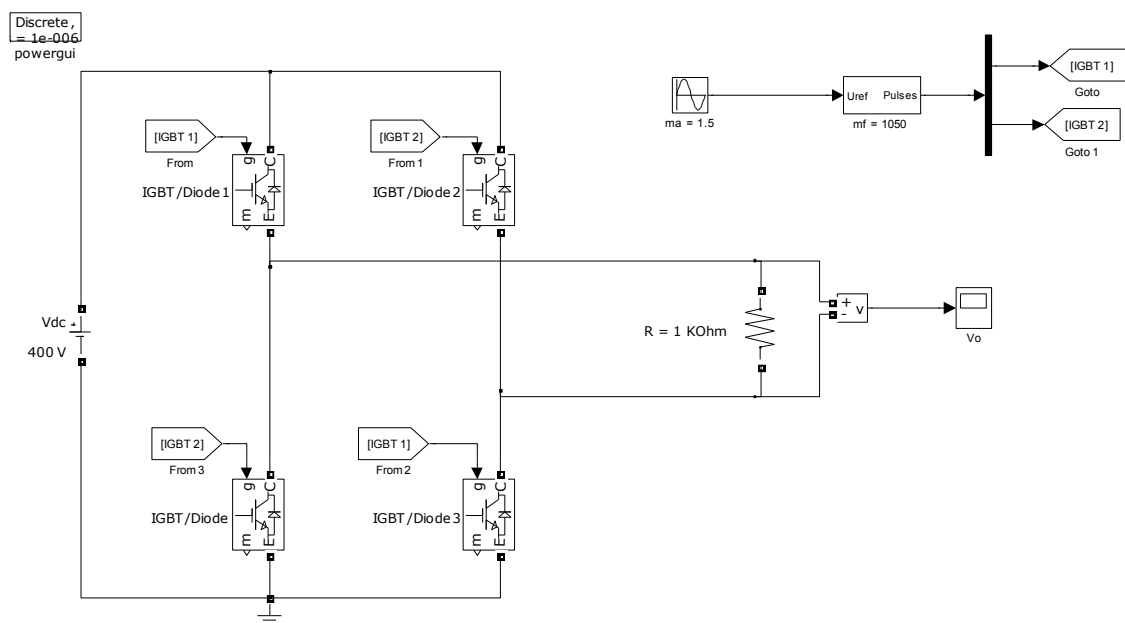 Discrete,
= 1e-006
powergui
[IGBT 1]
Goto
[IGBT 2]
Goto 1
ma = 1.5
Uref Pulses
mf = 1050
[IGBT 1]
From
[IGBT 2]
From 1
g C
IGBT/Diode 1
m E
g C
IGBT/Diode 2
m E
Vdc
+
400 V
R = 1 KOhm
+
-
v
Vo
[IGBT 2]
From 3
[IGBT 1]
From 2
g C
IGBT/Diode
m E
g C
IGBT/Diode 3
m E